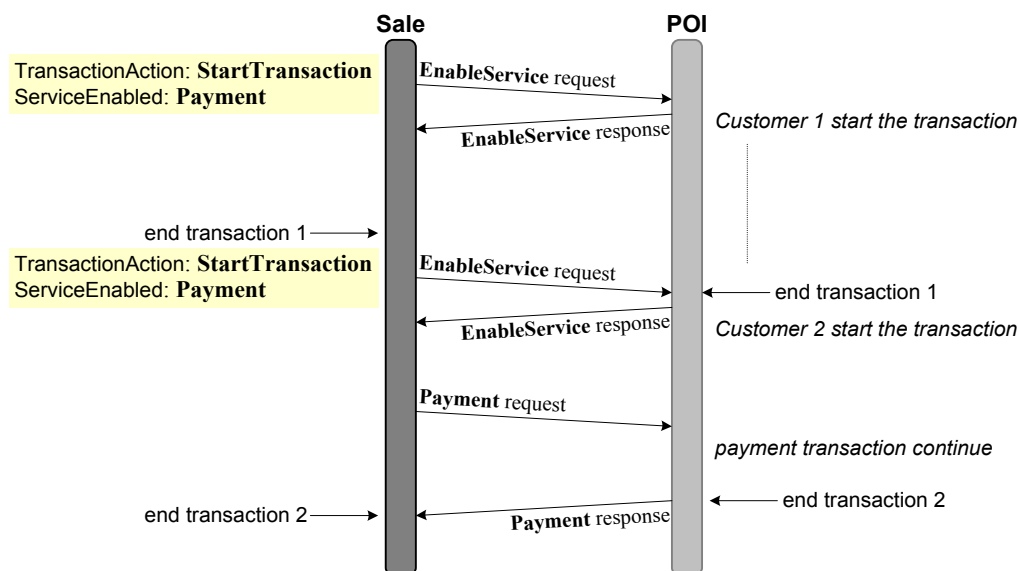 Sale
POI
TransactionAction: StartTransaction
ServiceEnabled: Payment
EnableService request
EnableService response
Customer 1 start the transaction
end transaction 1
TransactionAction: StartTransaction
ServiceEnabled: Payment
EnableService request
end transaction 1
EnableService response
Customer 2 start the transaction
Payment request
payment transaction continue
end transaction 2
end transaction 2
Payment response